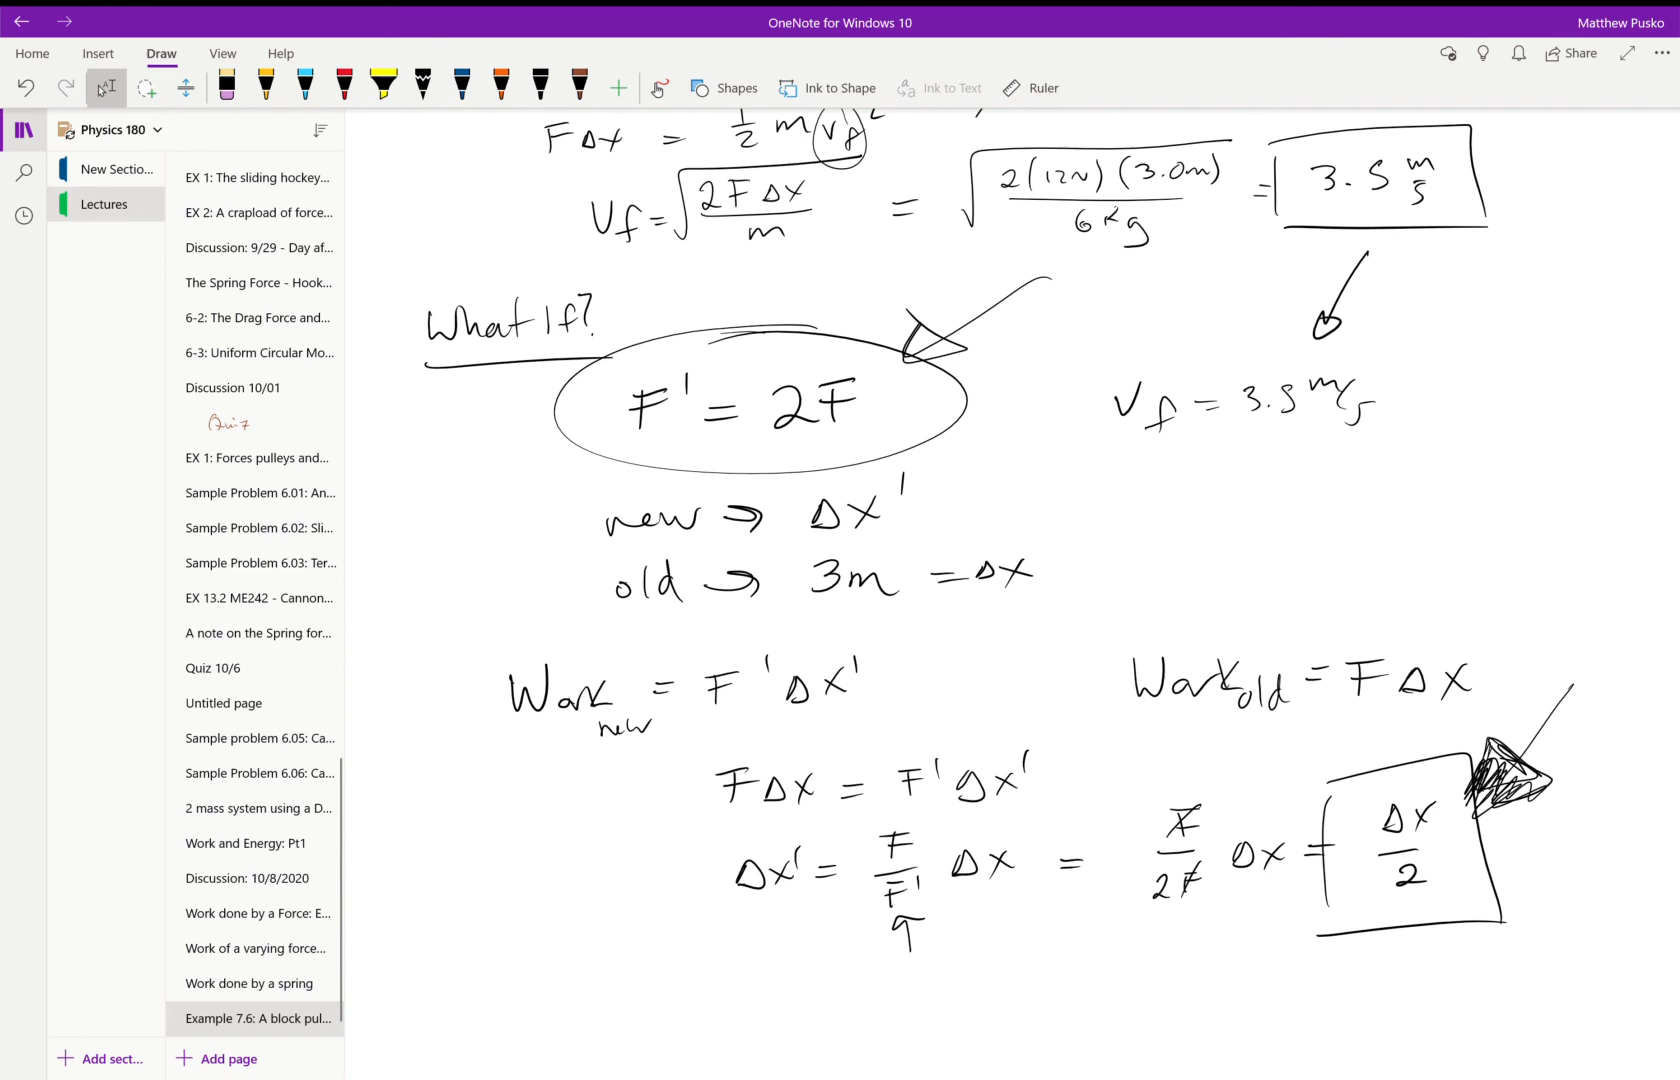 OneNote for Windows 10
Matthew Pusko
Home Insert Draw View Help
Share
Shapes Ink to Shape Ink to Text Ruler
Physics 180
New Sectio...
Lectures
EX 1: The sliding hockey...
EX 2: A crapload of force...
Discussion: 9/29 - Day af...
The Spring Force - Hook...
6-2: The Drag Force and...
6-3: Uniform Circular Mo...
Discussion 10/01
Quiz
EX 1: Forces pulleys and...
Sample Problem 6.01: An...
Sample Problem 6.02: Sli...
Sample Problem 6.03: Ter...
EX 13.2 ME242 - Cannon...
A note on the Spring for...
Quiz 10/6
Untitled page
Sample problem 6.05: Ca...
Sample Problem 6.06: Ca...
2 mass system using a D...
Work and Energy: Pt1
Discussion: 10/8/2020
Work done by a Force: E...
Work of a varying force...
Work done by a spring
Example 7.6: A block pul...
Add sect...
Add page
FΔx = 1/2 m v_f^2
v_f = √(2FΔx / m) = √(2(12N)(3.0m) / 6kg) = 3.5 m/s
What If?
F' = 2F
v_f = 3.5 m/s
new → Δx'
old → 3m = Δx
Work new = F'Δx'
Work old = FΔx
FΔx = F'Δx'
Δx' = F/F' Δx = F/2F Δx = Δx/2